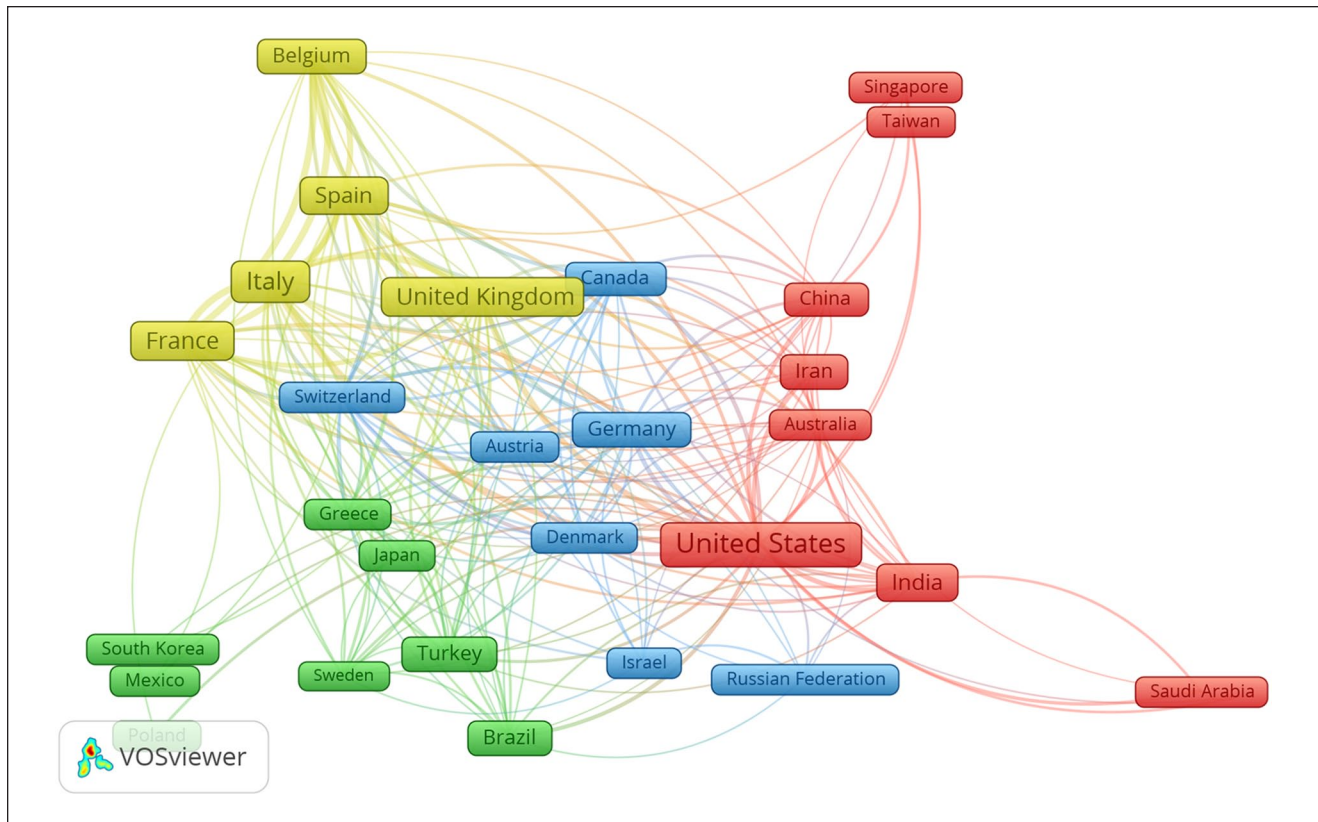 Belgium
Singapore
Taiwan
Spain
Italy
United Kingdom
Canada
China
France
Iran
Switzerland
Australia
Germany
Austria
Greece
Denmark
United States
Japan
India
South Korea
Mexico
Sweden
Turkey
Israel
Russian Federation
Saudi Arabia
Poland
Brazil
VOSviewer